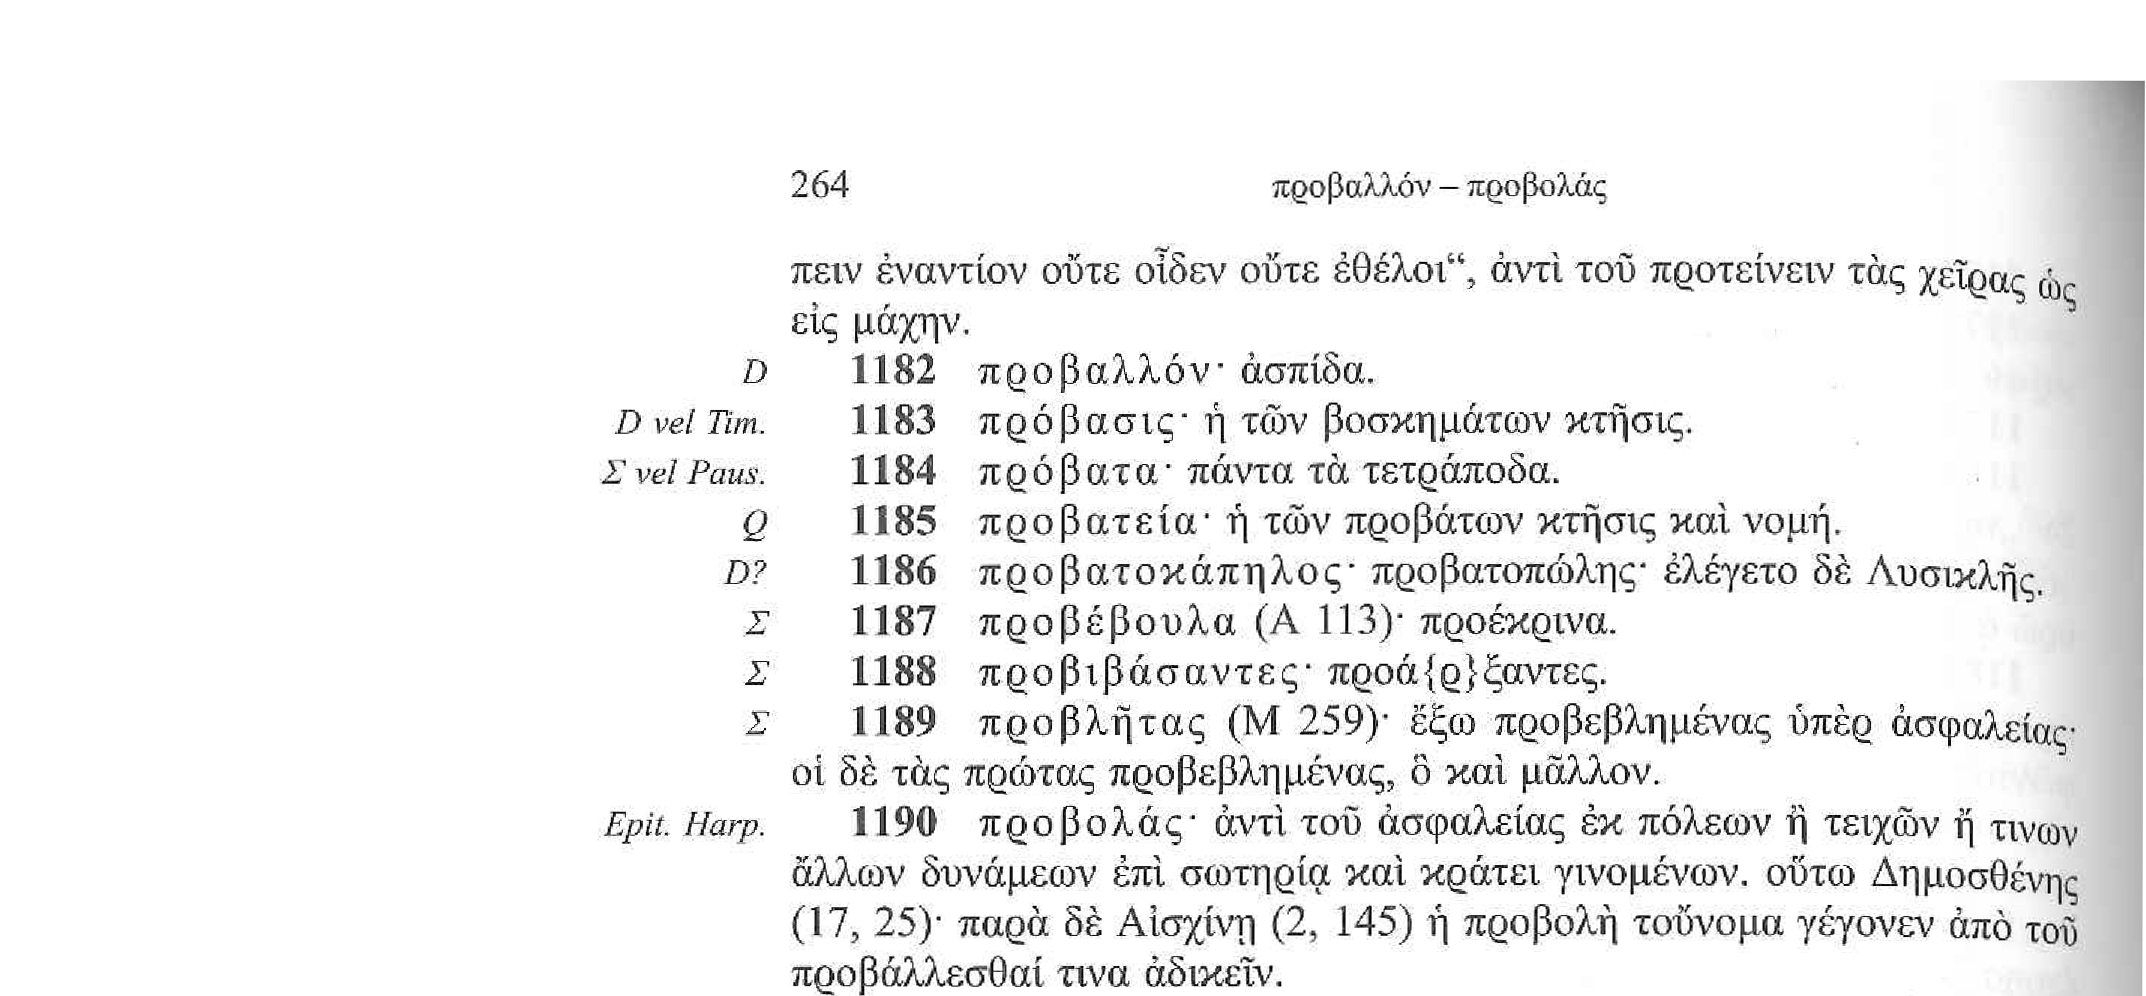 264 προβαλλόν – προβολάς
πειν ἐναντίον οὔτε οἶδεν οὔτε ἐθέλοι“, ἀντὶ τοῦ προτείνειν τὰς χεῖρας ὡς
εἰς μάχην.
D 1182 προβαλλόν· ἀσπίδα.
D vel Tim. 1183 πρόβασις· ἡ τῶν βοσκημάτων κτῆσις.
Σ vel Paus. 1184 πρόβατα· πάντα τὰ τετράποδα.
Q 1185 προβατεία· ἡ τῶν προβάτων κτῆσις καὶ νομή.
D? 1186 προβατοκάπηλος· προβατοπώλης· ἐλέγετο δὲ Λυσικλῆς.
Σ 1187 προβέβουλα (Α 113)· προέκρινα.
Σ 1188 προβιβάσαντες· προά{ρ}ξαντες.
Σ 1189 προβλῆτας (Μ 259)· ἔξω προβεβλημένας ὑπὲρ ἀσφαλείας·
οἱ δὲ τὰς πρώτας προβεβλημένας, ὃ καὶ μᾶλλον.
Epit. Harp. 1190 προβολάς· ἀντὶ τοῦ ἀσφαλείας ἐκ πόλεων ἢ τειχῶν ἤ τινων
ἄλλων δυνάμεων ἐπὶ σωτηρίᾳ καὶ κράτει γινομένων. οὕτω Δημοσθένης
(17, 25)· παρὰ δὲ Αἰσχίνῃ (2, 145) ἡ προβολὴ τοὔνομα γέγονεν ἀπὸ τοῦ
προβάλλεσθαί τινα ἀδικεῖν.